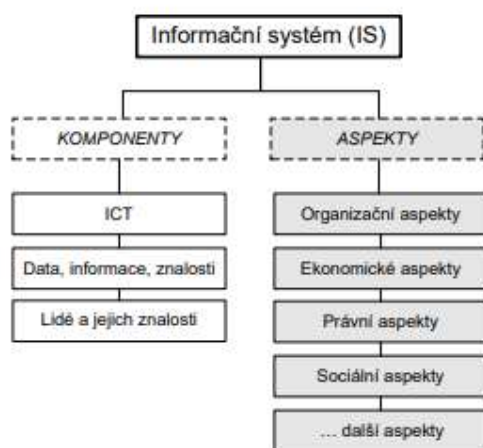 Informační systém (IS)
KOMPONENTY
ICT
Data, informace, znalosti
Lidé a jejich znalosti
ASPEKTY
Organizační aspekty
Ekonomické aspekty
Právní aspekty
Sociální aspekty
... další aspekty